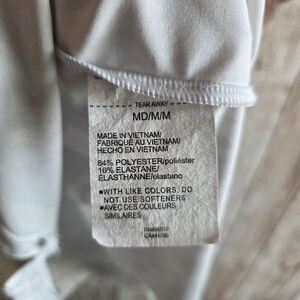 TEAR AWAY
MD/M/M
MADE IN VIETNAM/
FABRIQUÉ AU VIETNAM/
HECHO EN VIETNAM
84% POLYESTER/poliéster
16% ELASTANE/
ÉLASTHANNE/elastano
■WITH LIKE COLORS. DO
NOT USE SOFTENERS
■AVEC DES COULEURS
SIMILAIRES